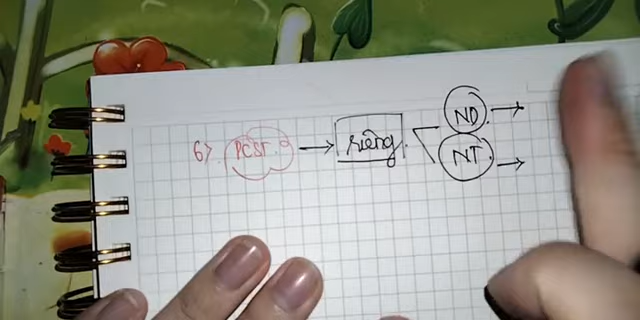 6> PCST → riêng
ND →
NT →